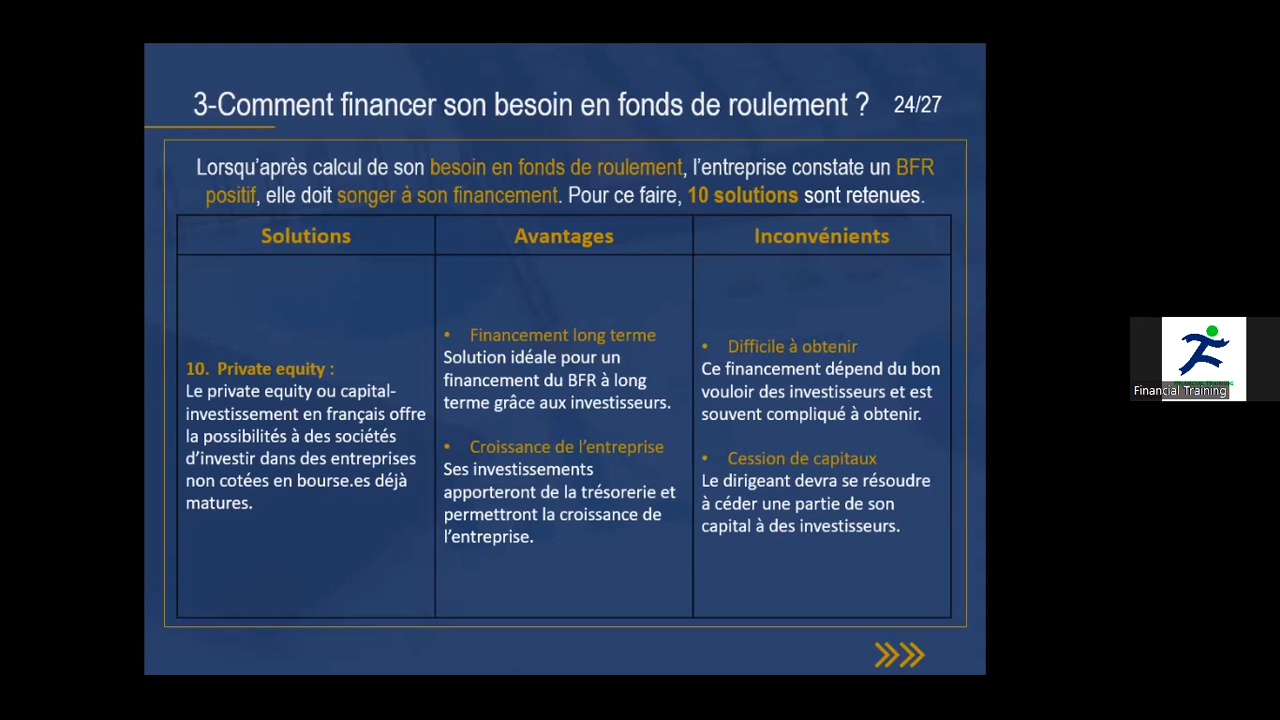 3-Comment financer son besoin en fonds de roulement ?
24/27
Lorsqu'après calcul de son besoin en fonds de roulement, l'entreprise constate un BFR
positif, elle doit songer à son financement. Pour ce faire, 10 solutions sont retenues.
Solutions
Avantages
Inconvénients
10. Private equity :
Le private equity ou capital-
investissement en français offre
la possibilités à des sociétés
d'investir dans des entreprises
non cotées en bourse.es déjà
matures.
• Financement long terme
Solution idéale pour un
financement du BFR à long
terme grâce aux investisseurs.
• Croissance de l'entreprise
Ses investissements
apporteront de la trésorerie et
permettront la croissance de
l'entreprise.
• Difficile à obtenir
Ce financement dépend du bon
vouloir des investisseurs et est
souvent compliqué à obtenir.
• Cession de capitaux
Le dirigeant devra se résoudre
à céder une partie de son
capital à des investisseurs.
Financial Training